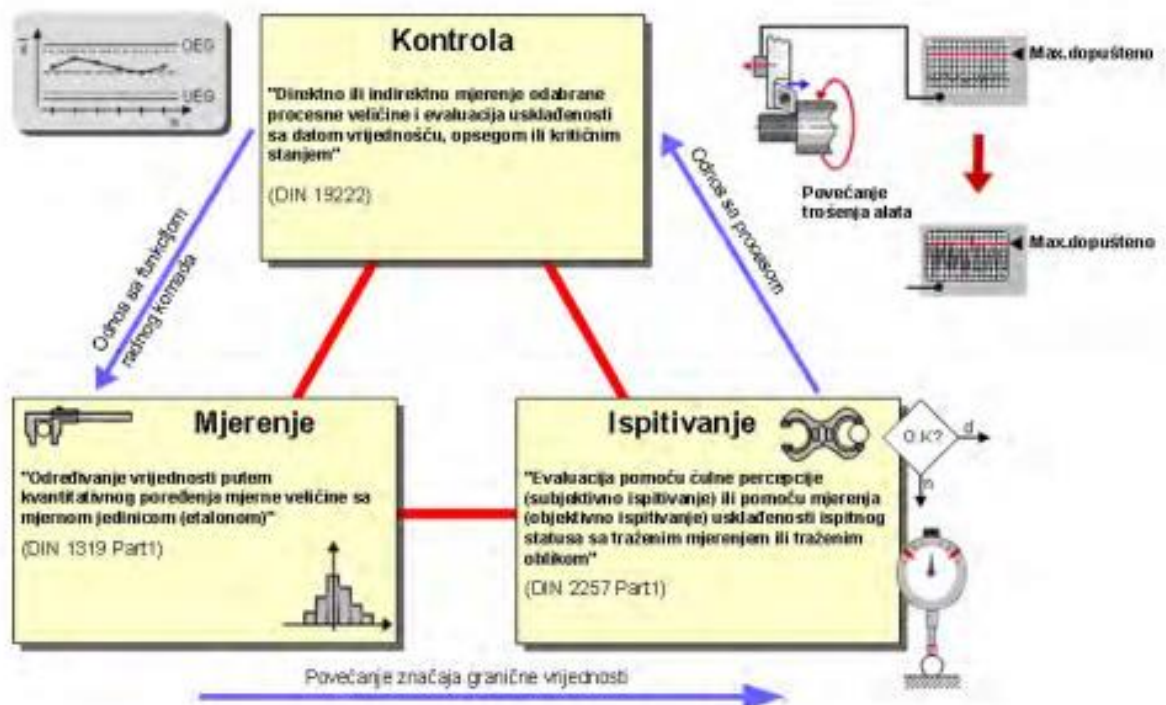 OEG
UEG
Kontrola
"Direktno ili indirektno mjerenje odabrane
procesne veličine i evaluacija usklađenosti
sa datom vrijednošču, opsegom ili kritičnim
stanjem"
(DIN 19222)
Max.dopušteno
Povećanje
trošenja alata
Max.dopušteno
Odnos sa funkcijom
radnog komada
Odnos sa procesom
Mjerenje
"Određivanje vrijednosti putem
kvantitativnog poređenja mjerne veličine sa
mjernom jedinicom (etalonom)"
(DIN 1319 Part1)
Ispitivanje
"Evaluacija pomoću čulne percepcije
(subjektivno ispitivanje) ili pomoću mjerenja
(objektivno ispitivanje) usklađenosti ispitnog
statusa sa traženim mjerenjem ili traženim
oblikom"
(DIN 2257 Part1)
O.K?
d
n
Povećanje značaja granične vrijednosti